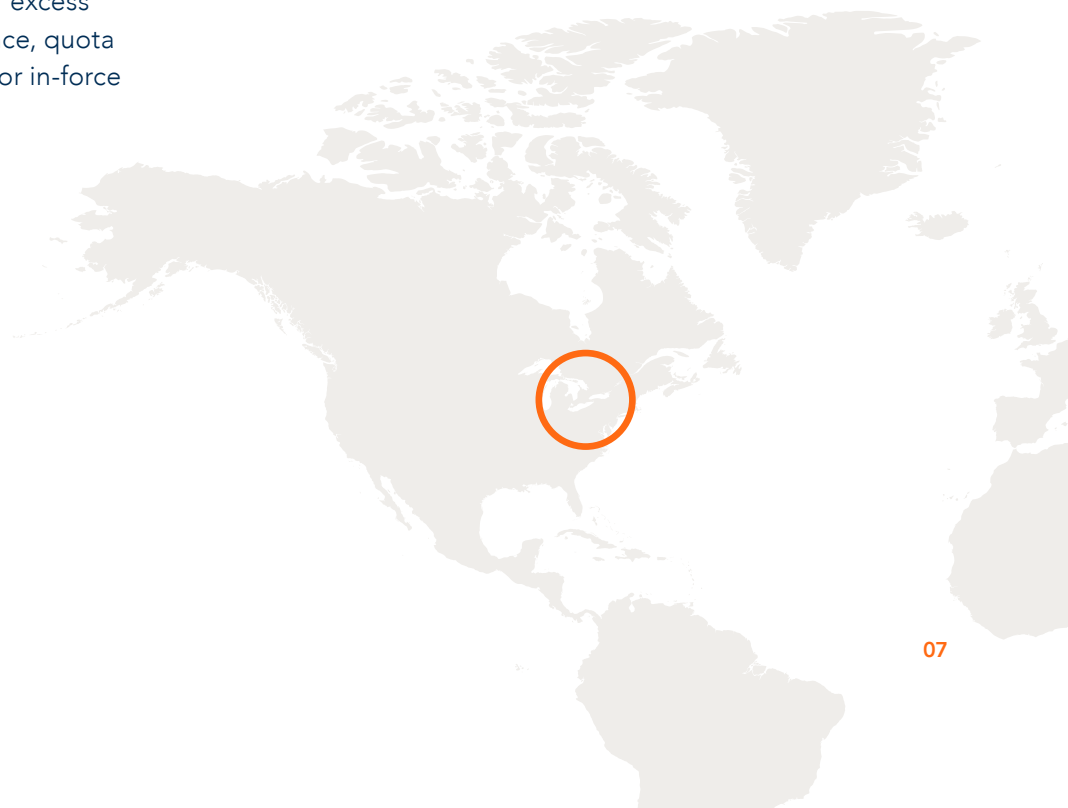 excess
ce, quota
or in-force
07